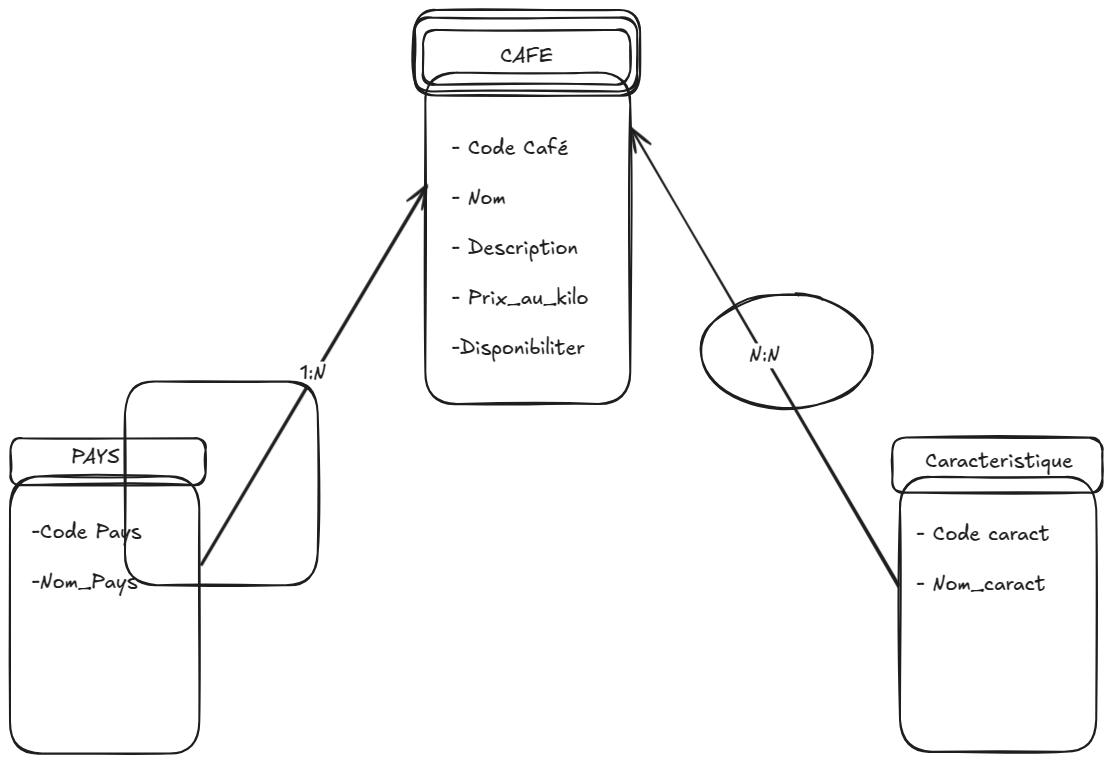 CAFE
- Code Café
- Nom
- Description
- Prix_au_kilo
-Disponibiliter
1:N
N:N
PAYS
-Code Pays
-Nom_Pays
Caracteristique
- Code caract
- Nom_caract